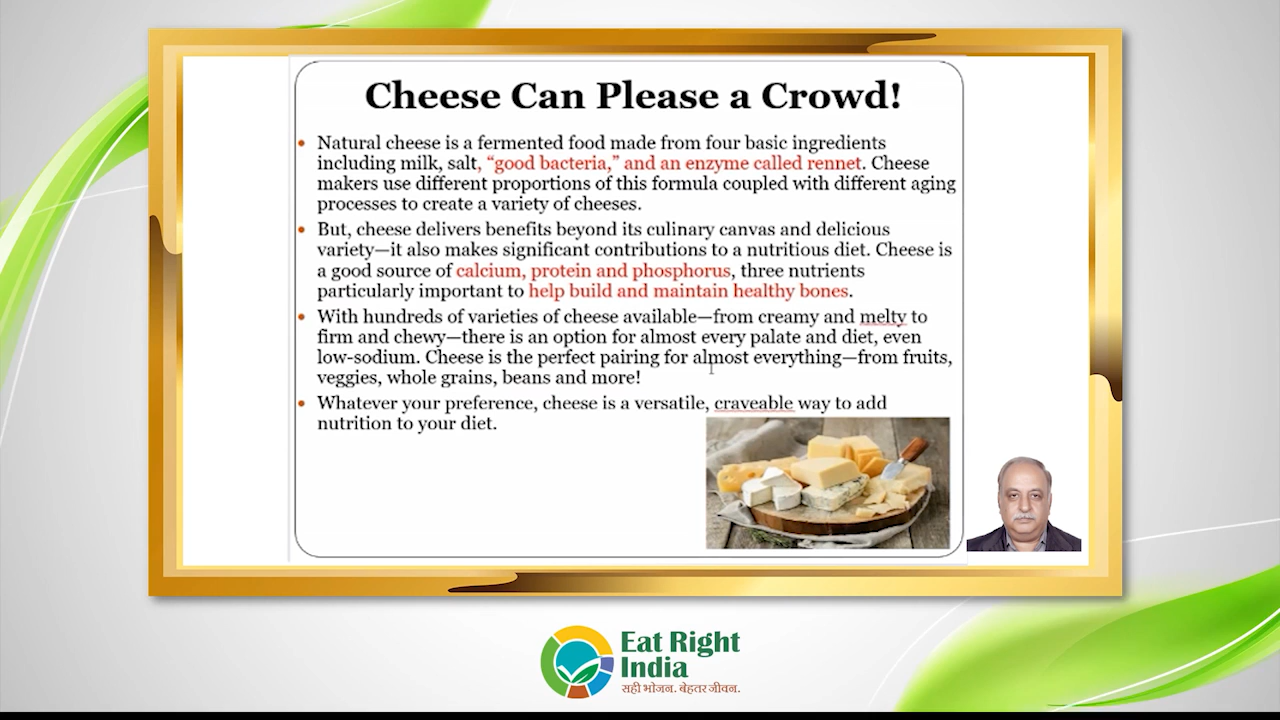 Cheese Can Please a Crowd!
• Natural cheese is a fermented food made from four basic ingredients
including milk, salt, “good bacteria,” and an enzyme called rennet. Cheese
makers use different proportions of this formula coupled with different aging
processes to create a variety of cheeses.
• But, cheese delivers benefits beyond its culinary canvas and delicious
variety—it also makes significant contributions to a nutritious diet. Cheese is
a good source of calcium, protein and phosphorus, three nutrients
particularly important to help build and maintain healthy bones.
• With hundreds of varieties of cheese available—from creamy and melty to
firm and chewy—there is an option for almost every palate and diet, even
low-sodium. Cheese is the perfect pairing for almost everything—from fruits,
veggies, whole grains, beans and more!
• Whatever your preference, cheese is a versatile, craveable way to add
nutrition to your diet.
Eat Right
India
सही भोजन. बेहतर जीवन.